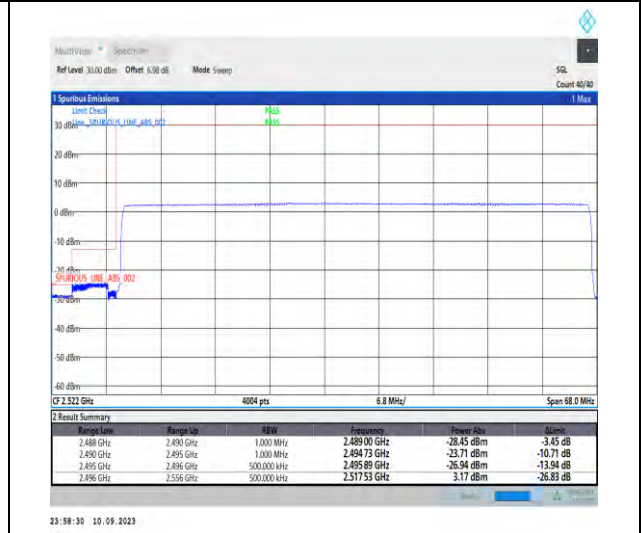 MultiView Spectrum
Ref Level 30.00 dBm Offset 6.98 dB Mode Sweep SGL
Count 40/40
1 Spurious Emissions 1 Max
Limit Check PASS
30 dBm Line _SPURIOUS_LINE_ABS_002 PASS
20 dBm
10 dBm
0 dBm
-10 dBm
-20 dBm
_SPURIOUS_LINE_ABS_002
-30 dBm
-40 dBm
-50 dBm
-60 dBm
CF 2.522 GHz 4004 pts 6.8 MHz/ Span 68.0 MHz
2 Result Summary
Range Low Range Up RBW Frequency Power Abs ΔLimit
2.488 GHz 2.490 GHz 1.000 MHz 2.489 00 GHz -28.45 dBm -3.45 dB
2.490 GHz 2.495 GHz 1.000 MHz 2.494 73 GHz -23.71 dBm -10.71 dB
2.495 GHz 2.496 GHz 500.000 kHz 2.495 89 GHz -26.94 dBm -13.94 dB
2.496 GHz 2.556 GHz 500.000 kHz 2.517 53 GHz 3.17 dBm -26.83 dB
23:58:30 10.09.2023